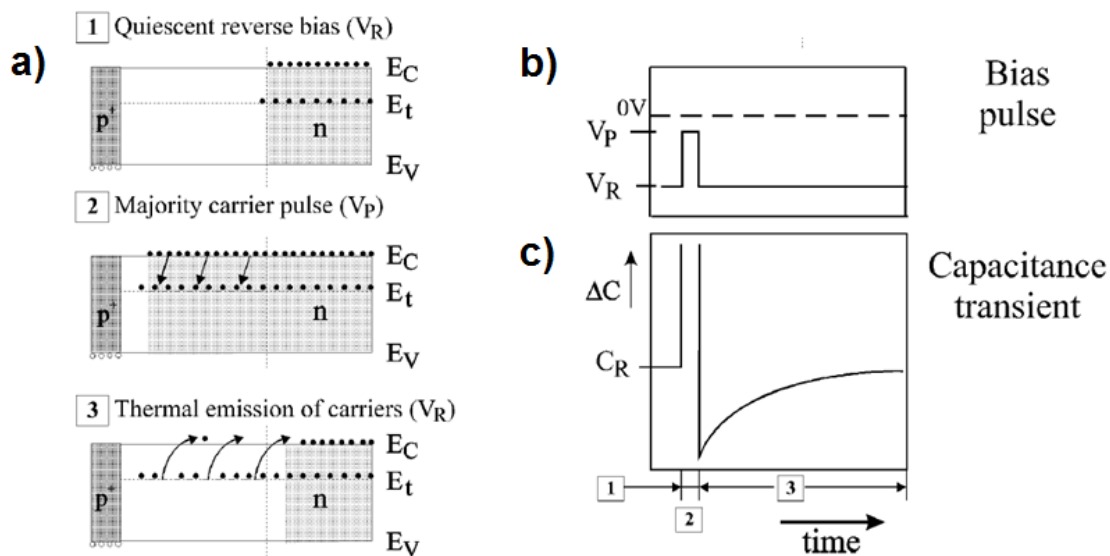 a)
1 Quiescent reverse bias (VR)
EC
Et
p+
n
EV
2 Majority carrier pulse (VP)
EC
Et
p+
n
EV
3 Thermal emission of carriers (VR)
EC
Et
p+
n
EV
b)
Bias
pulse
0V
VP
VR
c)
Capacitance
transient
ΔC
CR
1
3
2
time